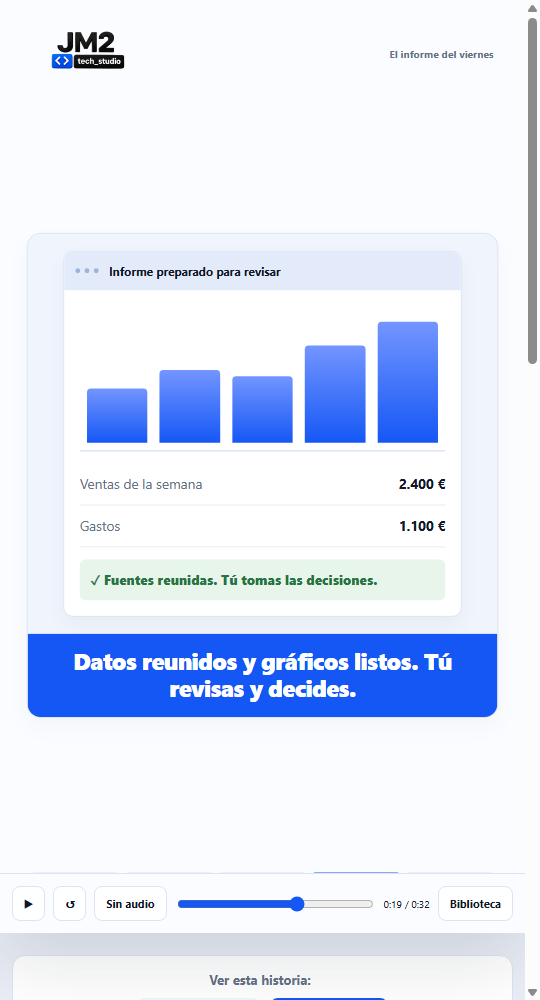 JM2
<> tech_studio
El informe del viernes
Informe preparado para revisar
Ventas de la semana 2.400 €
Gastos 1.100 €
✓ Fuentes reunidas. Tú tomas las decisiones.
Datos reunidos y gráficos listos. Tú
revisas y decides.
▶ ↺ Sin audio 0:19 / 0:32 Biblioteca
Ver esta historia: